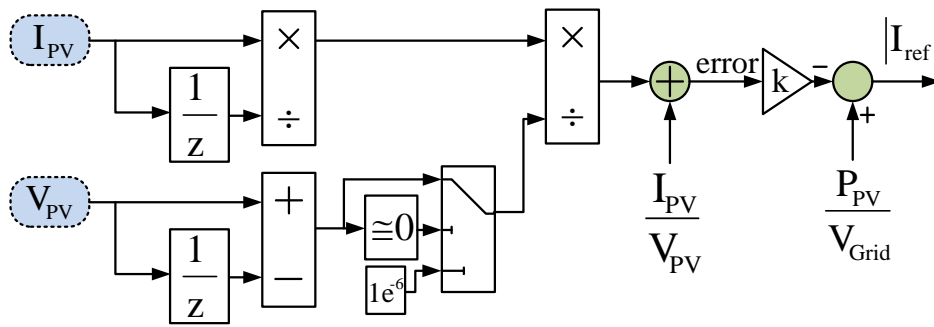 I_PV
1
z
×
÷
×
÷
+
error
k
−
+
|I_ref
I_PV
V_PV
P_PV
V_Grid
V_PV
1
z
+
−
≅0
1e^-6